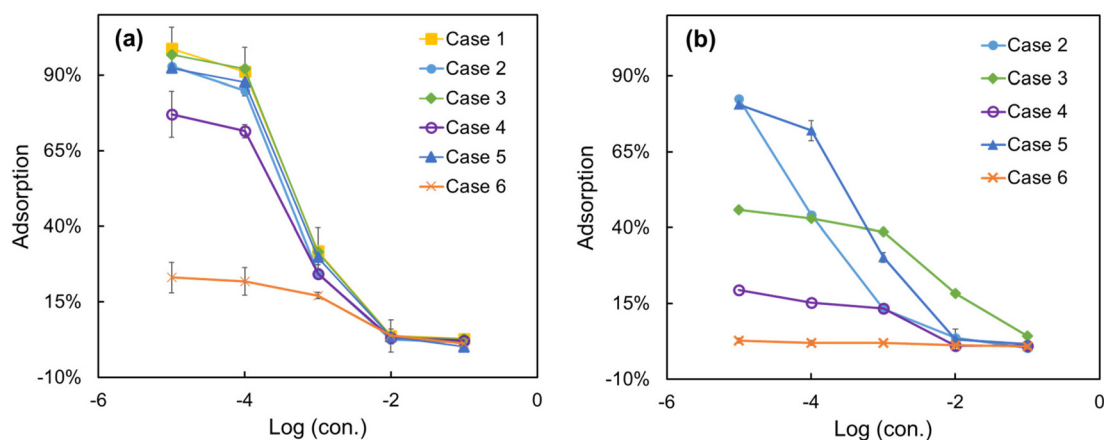 (a)
Case 1
Case 2
Case 3
Case 4
Case 5
Case 6
Adsorption
90%
65%
40%
15%
-10%
-6
-4
-2
0
Log (con.)
(b)
Case 2
Case 3
Case 4
Case 5
Case 6
Adsorption
90%
65%
40%
15%
-10%
-6
-4
-2
0
Log (con.)